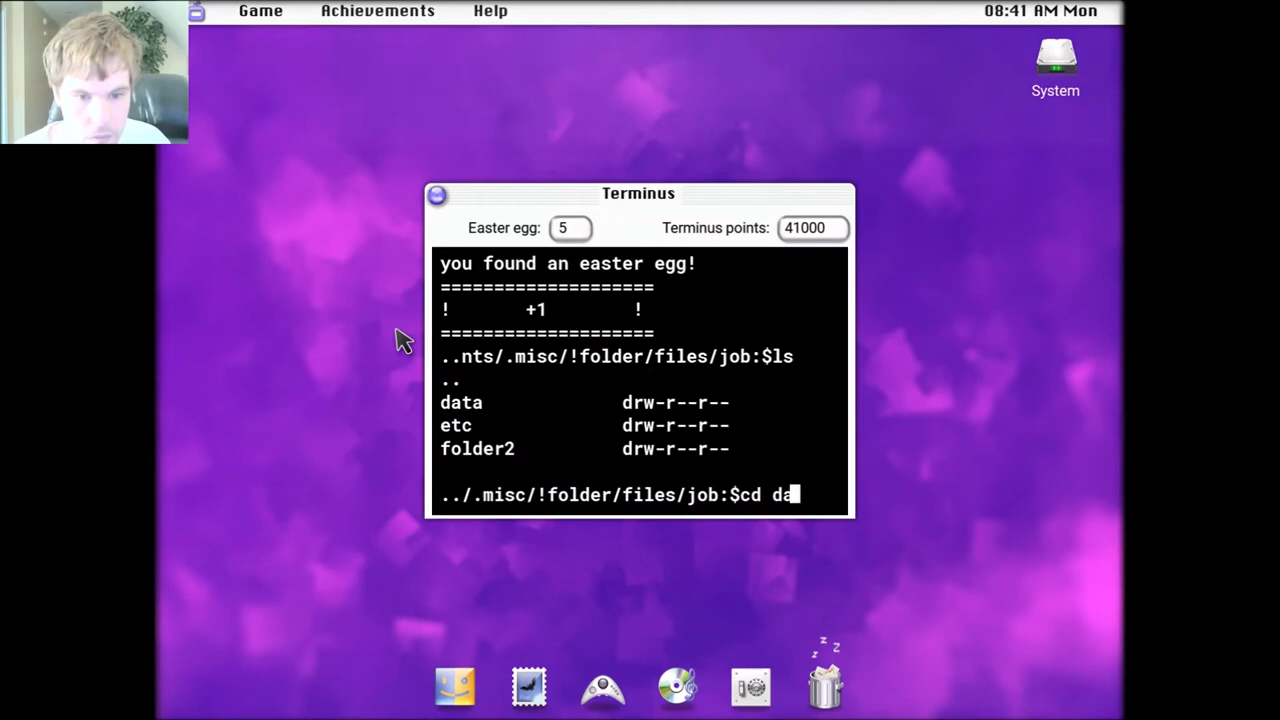 Game Achievements Help 08:41 AM Mon
System
Terminus
Easter egg: 5 Terminus points: 41000
you found an easter egg!
====================
! +1 !
====================
..nts/.misc/!folder/files/job:$ls
..
data drw-r--r--
etc drw-r--r--
folder2 drw-r--r--
../.misc/!folder/files/job:$cd da
z z
z